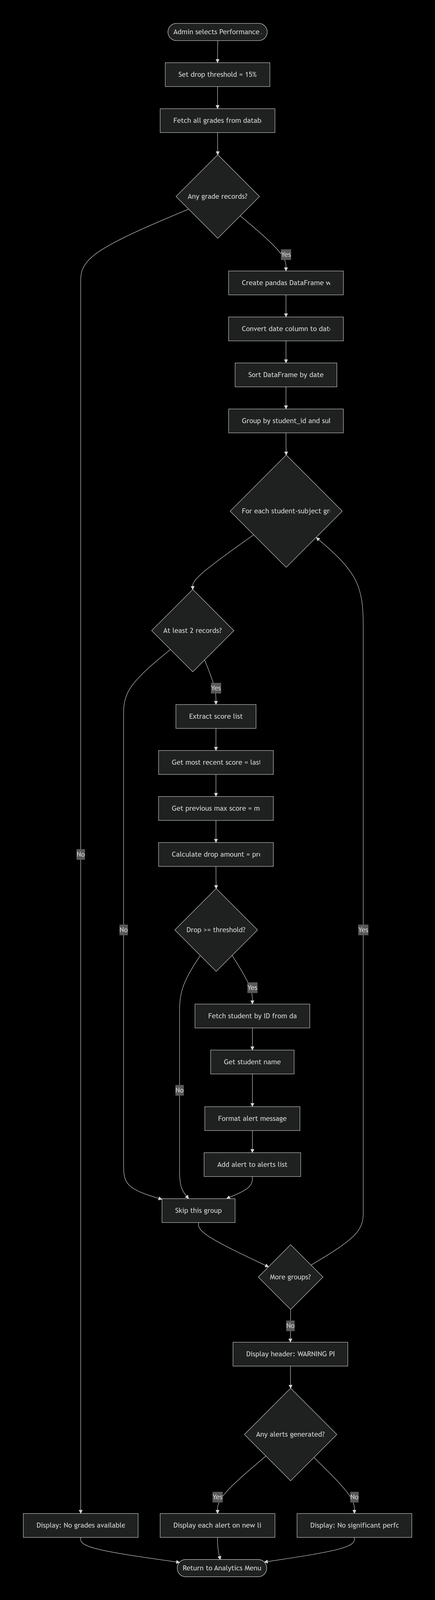 Admin selects Performance
Set drop threshold = 15%
Fetch all grades from datab
Any grade records?
Yes
Create pandas DataFrame w
Convert date column to date
Sort DataFrame by date
Group by student_id and sul
For each student-subject gr
At least 2 records?
Yes
Extract score list
Get most recent score = last
Get previous max score = m
Calculate drop amount = pre
No
Drop >= threshold?
No
Yes
Yes
Fetch student by ID from da
Get student name
No
Format alert message
Add alert to alerts list
Skip this group
More groups?
No
Display header: WARNING PI
Any alerts generated?
Yes
No
Display: No grades available
Display each alert on new li
Display: No significant perfc
Return to Analytics Menu